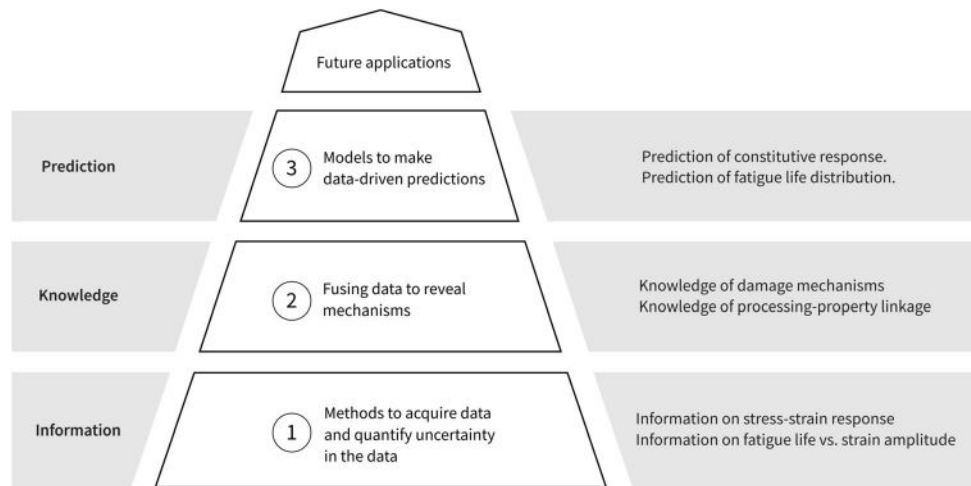 Future applications
Prediction
3
Models to make
data-driven predictions
Prediction of constitutive response.
Prediction of fatigue life distribution.
Knowledge
2
Fusing data to reveal
mechanisms
Knowledge of damage mechanisms
Knowledge of processing-property linkage
Information
1
Methods to acquire data
and quantify uncertainty
in the data
Information on stress-strain response
Information on fatigue life vs. strain amplitude